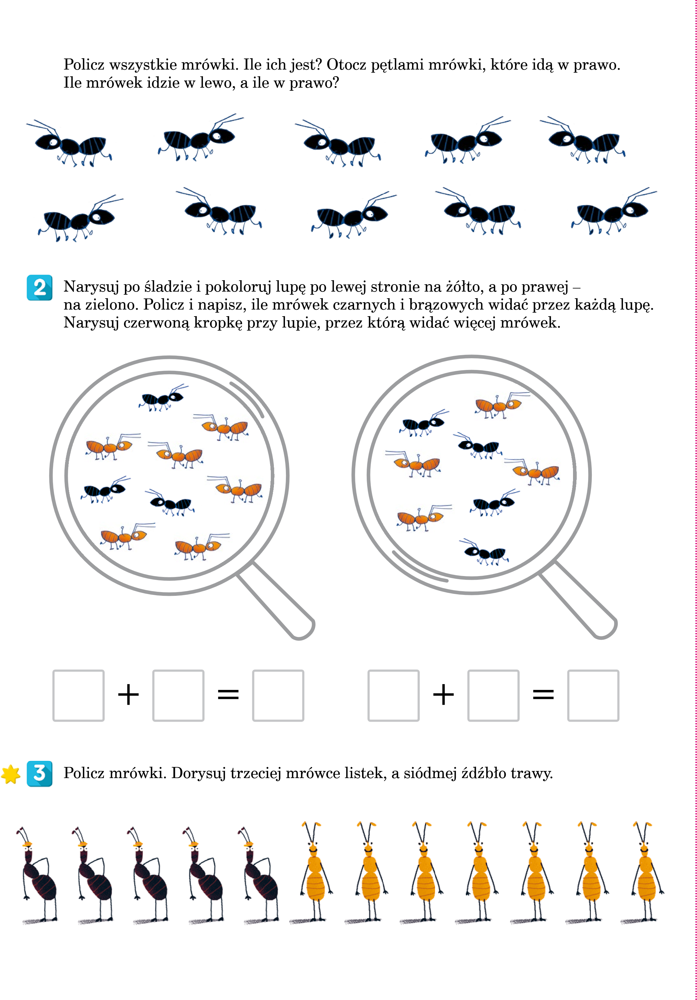 Policz wszystkie mrówki. Ile ich jest? Otocz pętlami mrówki, które idą w prawo.
Ile mrówek idzie w lewo, a ile w prawo?
2 Narysuj po śladzie i pokoloruj lupę po lewej stronie na żółto, a po prawej –
na zielono. Policz i napisz, ile mrówek czarnych i brązowych widać przez każdą lupę.
Narysuj czerwoną kropkę przy lupie, przez którą widać więcej mrówek.
+ = + =
3 Policz mrówki. Dorysuj trzeciej mrówce listek, a siódmej źdźbło trawy.